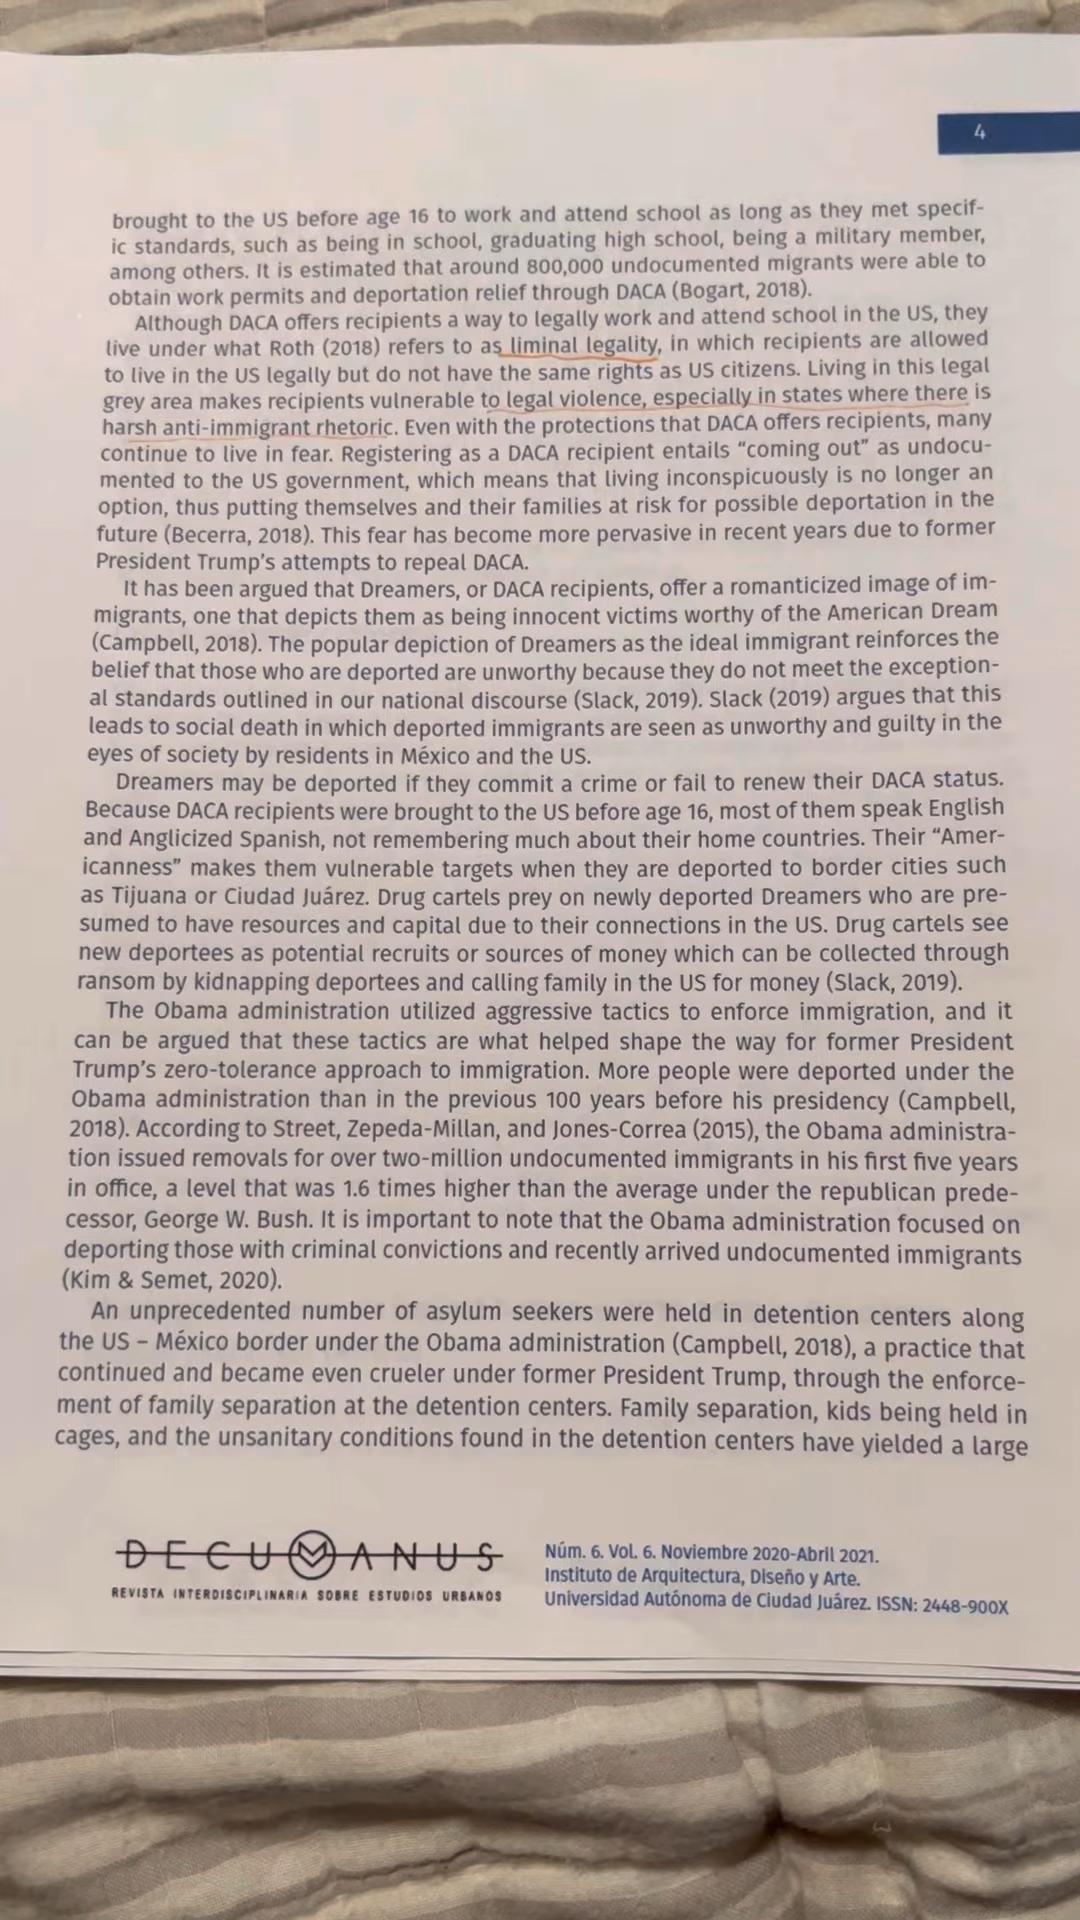 4
brought to the US before age 16 to work and attend school as long as they met specif-
ic standards, such as being in school, graduating high school, being a military member,
among others. It is estimated that around 800,000 undocumented migrants were able to
obtain work permits and deportation relief through DACA (Bogart, 2018).
Although DACA offers recipients a way to legally work and attend school in the US, they
live under what Roth (2018) refers to as liminal legality, in which recipients are allowed
to live in the US legally but do not have the same rights as US citizens. Living in this legal
grey area makes recipients vulnerable to legal violence, especially in states where there is
harsh anti-immigrant rhetoric. Even with the protections that DACA offers recipients, many
continue to live in fear. Registering as a DACA recipient entails “coming out” as undocu-
mented to the US government, which means that living inconspicuously is no longer an
option, thus putting themselves and their families at risk for possible deportation in the
future (Becerra, 2018). This fear has become more pervasive in recent years due to former
President Trump’s attempts to repeal DACA.
It has been argued that Dreamers, or DACA recipients, offer a romanticized image of im-
migrants, one that depicts them as being innocent victims worthy of the American Dream
(Campbell, 2018). The popular depiction of Dreamers as the ideal immigrant reinforces the
belief that those who are deported are unworthy because they do not meet the exception-
al standards outlined in our national discourse (Slack, 2019). Slack (2019) argues that this
leads to social death in which deported immigrants are seen as unworthy and guilty in the
eyes of society by residents in México and the US.
Dreamers may be deported if they commit a crime or fail to renew their DACA status.
Because DACA recipients were brought to the US before age 16, most of them speak English
and Anglicized Spanish, not remembering much about their home countries. Their “Amer-
icanness” makes them vulnerable targets when they are deported to border cities such
as Tijuana or Ciudad Juárez. Drug cartels prey on newly deported Dreamers who are pre-
sumed to have resources and capital due to their connections in the US. Drug cartels see
new deportees as potential recruits or sources of money which can be collected through
ransom by kidnapping deportees and calling family in the US for money (Slack, 2019).
The Obama administration utilized aggressive tactics to enforce immigration, and it
can be argued that these tactics are what helped shape the way for former President
Trump’s zero-tolerance approach to immigration. More people were deported under the
Obama administration than in the previous 100 years before his presidency (Campbell,
2018). According to Street, Zepeda-Millan, and Jones-Correa (2015), the Obama administra-
tion issued removals for over two-million undocumented immigrants in his first five years
in office, a level that was 1.6 times higher than the average under the republican prede-
cessor, George W. Bush. It is important to note that the Obama administration focused on
deporting those with criminal convictions and recently arrived undocumented immigrants
(Kim & Semet, 2020).
An unprecedented number of asylum seekers were held in detention centers along
the US – México border under the Obama administration (Campbell, 2018), a practice that
continued and became even crueler under former President Trump, through the enforce-
ment of family separation at the detention centers. Family separation, kids being held in
cages, and the unsanitary conditions found in the detention centers have yielded a large
DECUMANUS
REVISTA INTERDISCIPLINARIA SOBRE ESTUDIOS URBANOS
Núm. 6. Vol. 6. Noviembre 2020-Abril 2021.
Instituto de Arquitectura, Diseño y Arte.
Universidad Autónoma de Ciudad Juárez. ISSN: 2448-900X